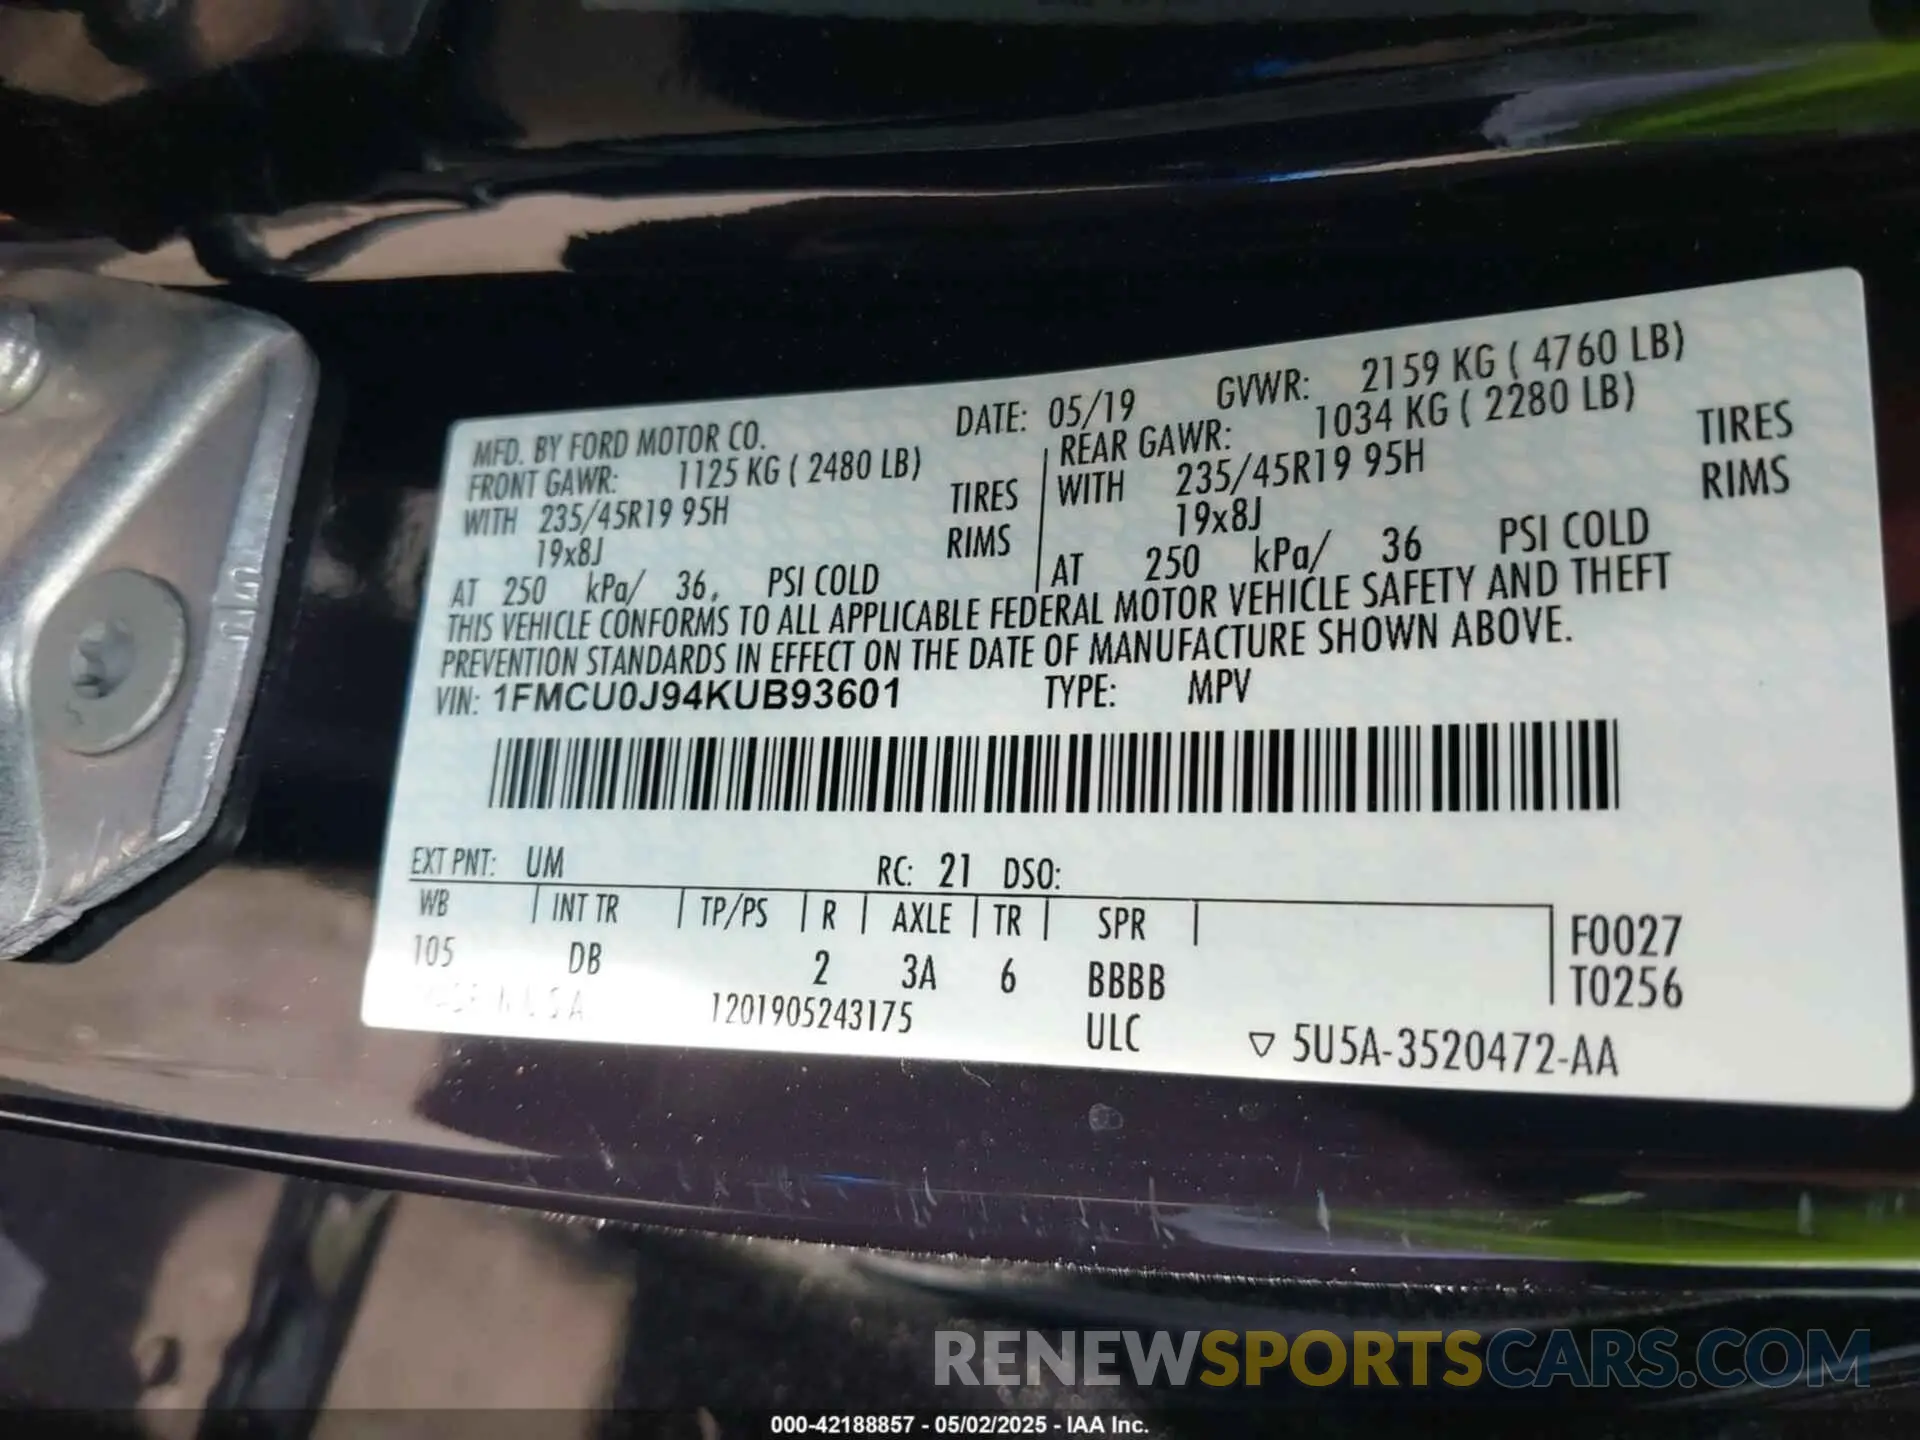 MFD. BY FORD MOTOR CO. DATE: 05/19 GVWR: 2159 KG ( 4760 LB)
FRONT GAWR: 1125 KG ( 2480 LB) REAR GAWR: 1034 KG ( 2280 LB)
WITH 235/45R19 95H TIRES WITH 235/45R19 95H TIRES
19x8J RIMS 19x8J RIMS
AT 250 kPa/ 36, PSI COLD AT 250 kPa/ 36 PSI COLD
THIS VEHICLE CONFORMS TO ALL APPLICABLE FEDERAL MOTOR VEHICLE SAFETY AND THEFT
PREVENTION STANDARDS IN EFFECT ON THE DATE OF MANUFACTURE SHOWN ABOVE.
VIN: 1FMCU0J94KUB93601 TYPE: MPV
EXT PNT: UM RC: 21 DSO:
WB INT TR TP/PS R AXLE TR SPR F0027
105 DB 2 3A 6 BBBB T0256
MADE IN U S A 1201905243175 ULC ▽ 5U5A-3520472-AA
RENEWSPORTSCARS.COM
000-42188857 - 05/02/2025 - IAA Inc.